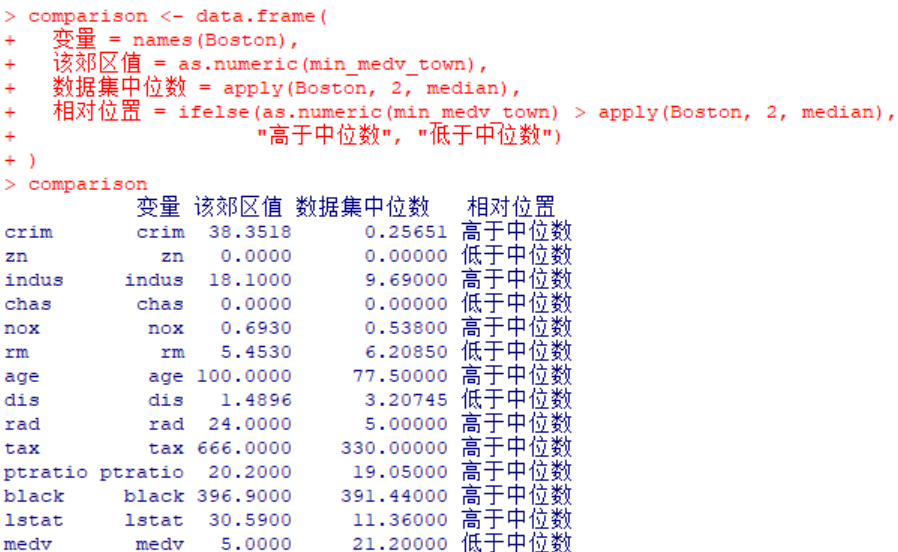 > comparison <- data.frame(
+   变量 = names(Boston),
+   该郊区值 = as.numeric(min_medv_town),
+   数据集中位数 = apply(Boston, 2, median),
+   相对位置 = ifelse(as.numeric(min_medv_town) > apply(Boston, 2, median),
+                 "高于中位数", "低于中位数")
+ )
> comparison
           变量 该郊区值 数据集中位数   相对位置
crim       crim  38.3518      0.25651 高于中位数
zn           zn   0.0000      0.00000 低于中位数
indus     indus  18.1000      9.69000 高于中位数
chas       chas   0.0000      0.00000 低于中位数
nox         nox   0.6930      0.53800 高于中位数
rm           rm   5.4530      6.20850 低于中位数
age         age 100.0000     77.50000 高于中位数
dis         dis   1.4896      3.20745 低于中位数
rad         rad  24.0000      5.00000 高于中位数
tax         tax 666.0000    330.00000 高于中位数
ptratio ptratio  20.2000     19.05000 高于中位数
black     black 396.9000    391.44000 高于中位数
lstat     lstat  30.5900     11.36000 高于中位数
medv       medv   5.0000     21.20000 低于中位数